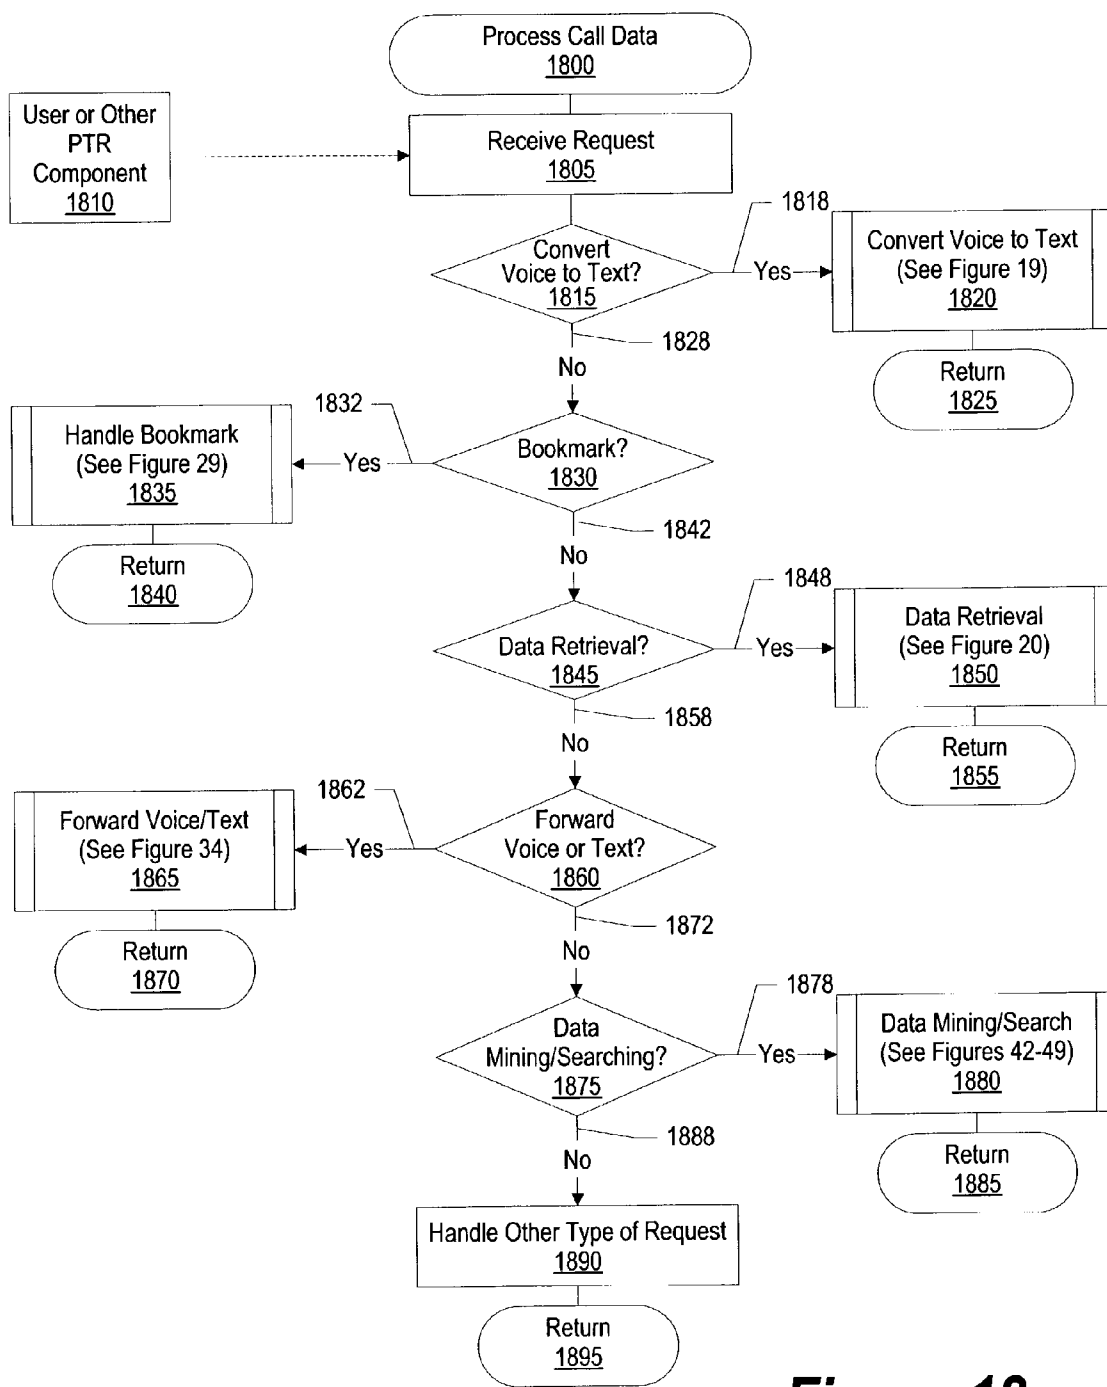 Process Call Data
1800
User or Other
PTR
Component
1810
Receive Request
1805
1818
Convert
Voice to Text?
1815
Yes
Convert Voice to Text
(See Figure 19)
1820
1828
No
Return
1825
1832
Handle Bookmark
(See Figure 29)
1835
Yes
Bookmark?
1830
1842
No
Return
1840
1848
Data Retrieval?
1845
Yes
Data Retrieval
(See Figure 20)
1850
1858
No
Return
1855
1862
Forward Voice/Text
(See Figure 34)
1865
Yes
Forward
Voice or Text?
1860
1872
No
Return
1870
1878
Data
Mining/Searching?
1875
Yes
Data Mining/Search
(See Figures 42-49)
1880
1888
No
Return
1885
Handle Other Type of Request
1890
Return
1895